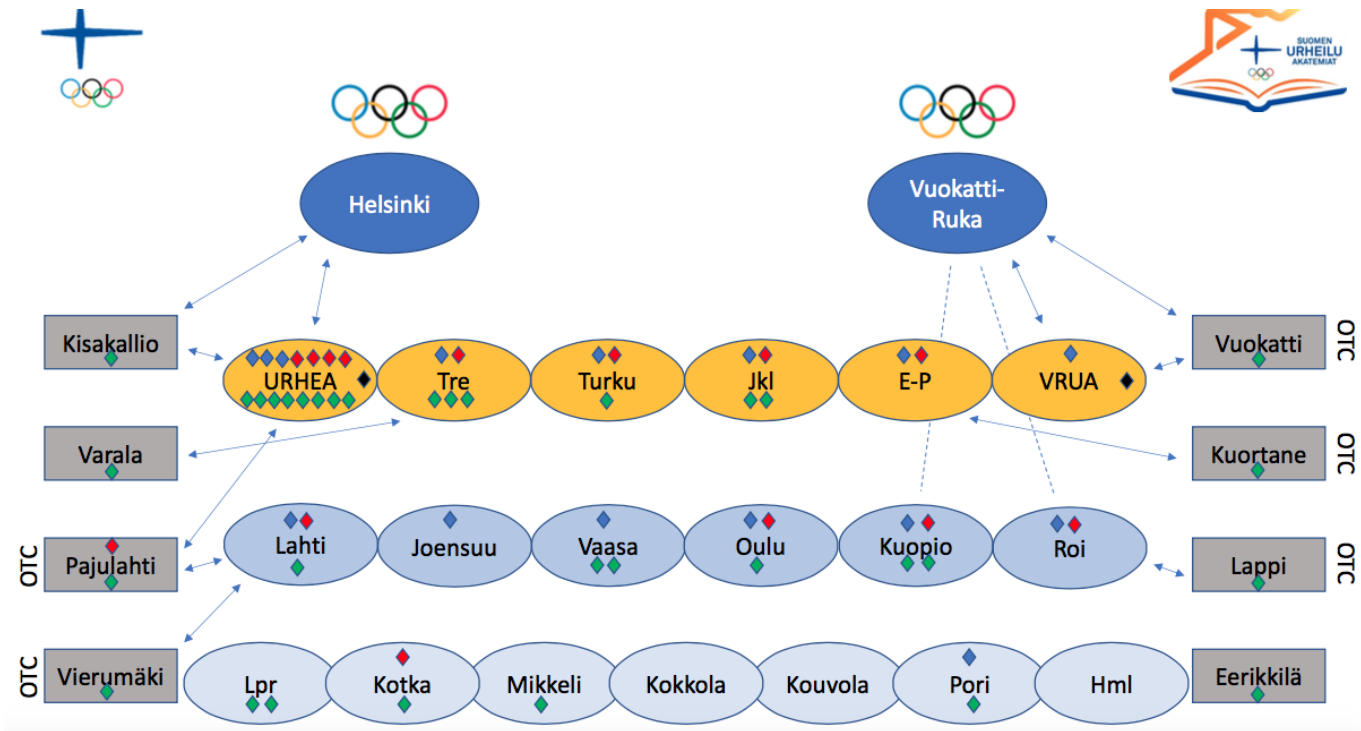 SUOMEN
URHEILU
AKATEMIAT
Helsinki
Vuokatti-
Ruka
Kisakallio
URHEA
Tre
Turku
Jkl
E-P
VRUA
Vuokatti
OTC
Varala
Kuortane
OTC
OTC
Pajulahti
Lahti
Joensuu
Vaasa
Oulu
Kuopio
Roi
Lappi
OTC
OTC
Vierumäki
Lpr
Kotka
Mikkeli
Kokkola
Kouvola
Pori
Hml
Eerikkilä